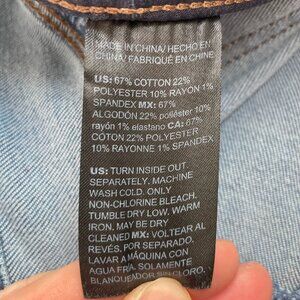 MADE IN CHINA/ HECHO EN
CHINA/ FABRIQUÉ EN CHINE
US: 67% COTTON 22%
POLYESTER 10% RAYON 1%
SPANDEX MX: 67%
ALGODÓN 22% poliéster 10%
rayón 1% elastano CA: 67%
COTON 22% POLYESTER
10% RAYONNE 1% SPANDEX
US: TURN INSIDE OUT.
SEPARATELY. MACHINE
WASH COLD. ONLY
NON-CHLORINE BLEACH.
TUMBLE DRY LOW. WARM
IRON. MAY BE DRY
CLEANED MX: VOLTEAR AL
REVÉS. POR SEPARADO.
LAVAR A MÁQUINA CON
AGUA FRÍA. SOLAMENTE
BLANQUEADOR SIN CLORO.